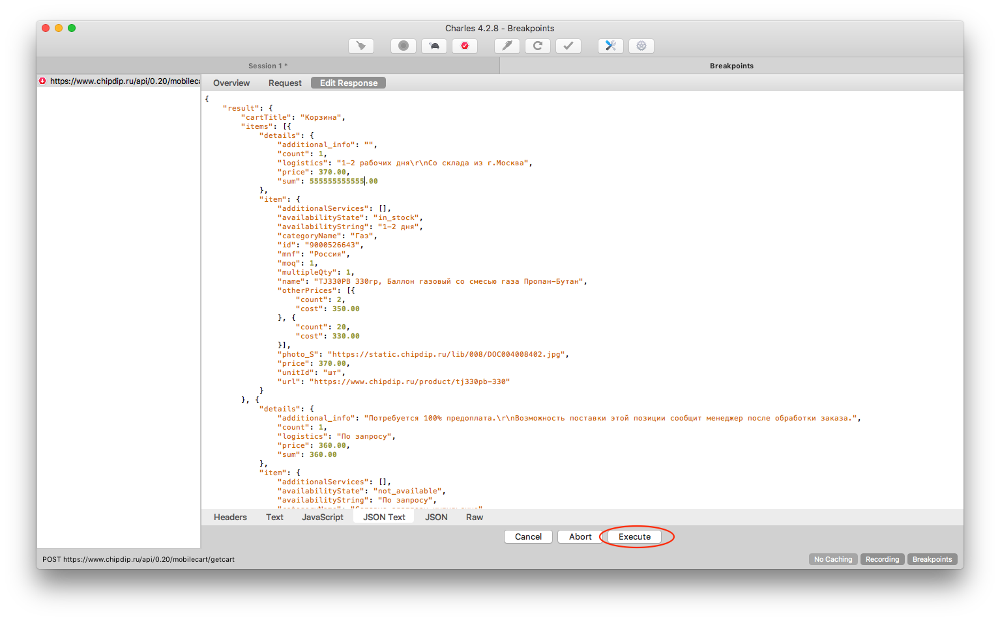 Charles 4.2.8 - Breakpoints
Session 1 *
Breakpoints
https://www.chipdip.ru/api/0.20/mobileca
Overview
Request
Edit Response
{
"result": {
"cartTitle": "Корзина",
"items": [{
"details": {
"additional_info": "",
"count": 1,
"logistics": "1-2 рабочих дня\r\nСо склада из г.Москва",
"price": 370.00,
"sum": 555555555555.00
},
"item": {
"additionalServices": [],
"availabilityState": "in_stock",
"availabilityString": "1-2 дня",
"categoryName": "Газ",
"id": "9000526643",
"mnf": "Россия",
"moq": 1,
"multipleQty": 1,
"name": "TJ330PB 330гр, Баллон газовый со смесью газа Пропан-Бутан",
"otherPrices": [{
"count": 2,
"cost": 350.00
}, {
"count": 20,
"cost": 330.00
}],
"photo_S": "https://static.chipdip.ru/lib/008/DOC004008402.jpg",
"price": 370.00,
"unitId": "шт",
"url": "https://www.chipdip.ru/product/tj330pb-330"
}
}, {
"details": {
"additional_info": "Потребуется 100% предоплата.\r\nВозможность поставки этой позиции сообщит менеджер после обработки заказа.",
"count": 1,
"logistics": "По запросу",
"price": 360.00,
"sum": 360.00
},
"item": {
"additionalServices": [],
"availabilityState": "not_available",
"availabilityString": "По запросу",
Headers
Text
JavaScript
JSON Text
JSON
Raw
Cancel
Abort
Execute
POST https://www.chipdip.ru/api/0.20/mobilecart/getcart
No Caching
Recording
Breakpoints